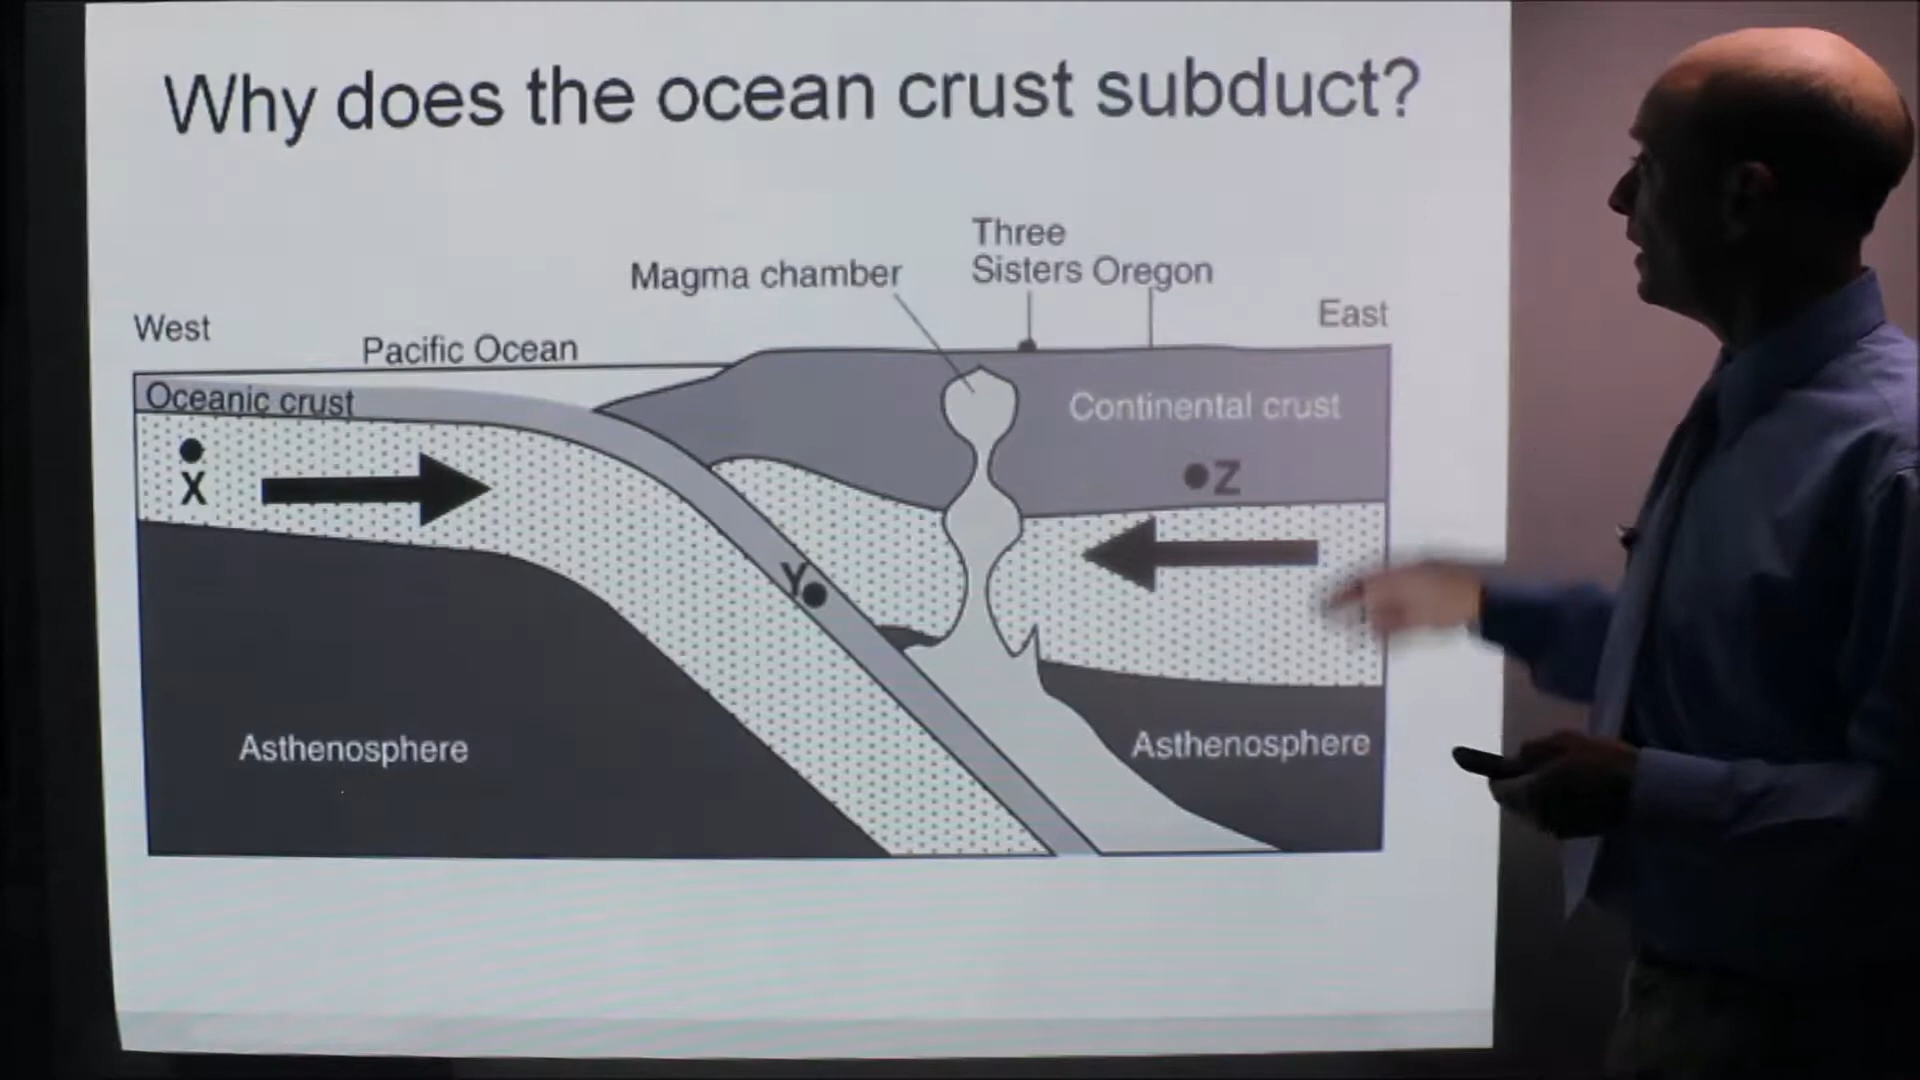 Why does the ocean crust subduct?
Three
Magma chamber
Sisters Oregon
West
East
Pacific Ocean
Oceanic crust
Continental crust
X
Z
Y
Asthenosphere
Asthenosphere